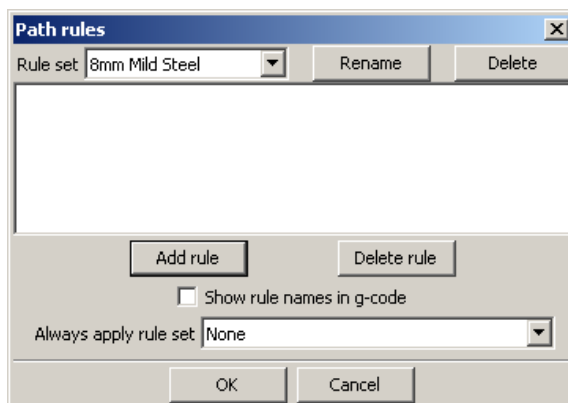 Path rules
Rule set 8mm Mild Steel Rename Delete
Add rule Delete rule
Show rule names in g-code
Always apply rule set None
OK Cancel